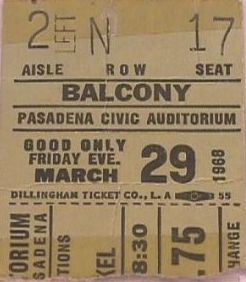 2 LEFT N 17
AISLE ROW SEAT
BALCONY
PASADENA CIVIC AUDITORIUM
GOOD ONLY
FRIDAY EVE.
MARCH 29 1968
DILLINGHAM TICKET CO., L. A 55
ORIUM
SADENA
TIONS
KEL
8:30
.75
HANGE